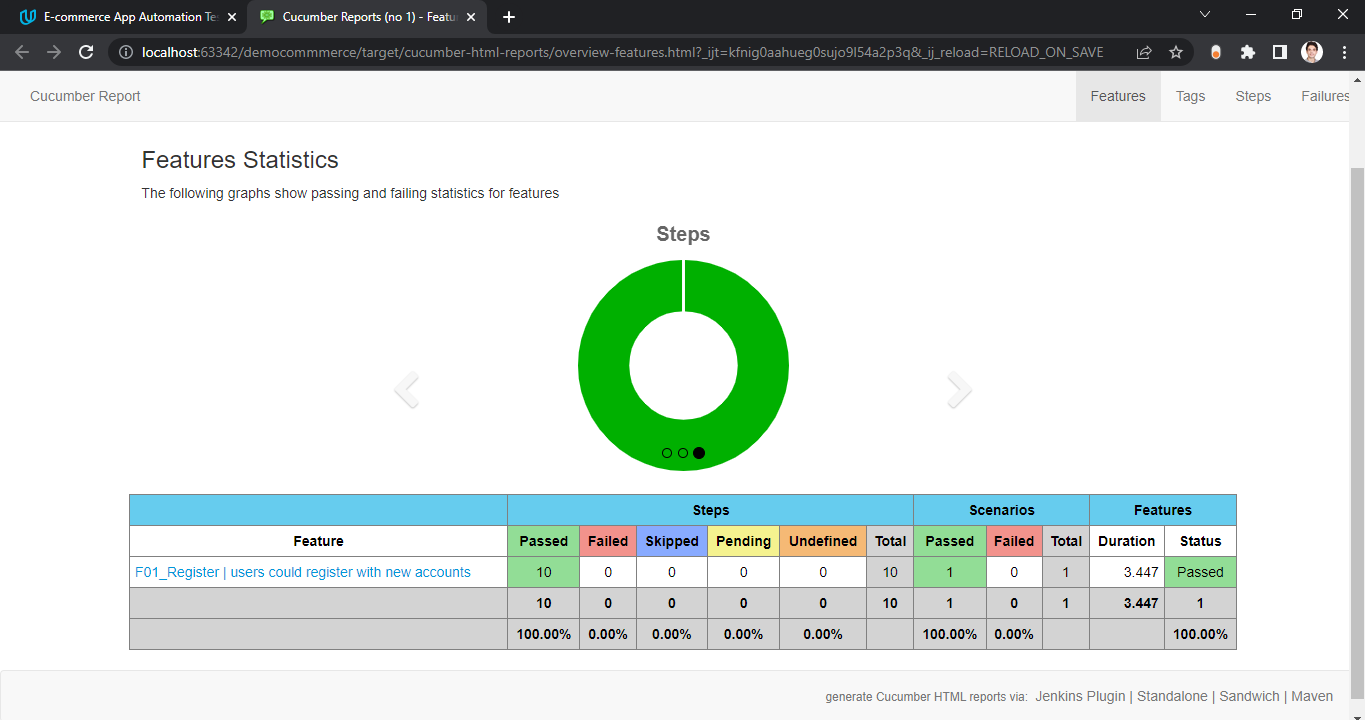 E-commerce App Automation Te
Cucumber Reports (no 1) - Featu
localhost:63342/democommmerce/target/cucumber-html-reports/overview-features.html?_ijt=kfnig0aahueg0sujo9l54a2p3q&_ij_reload=RELOAD_ON_SAVE
Cucumber Report Features Tags Steps Failures
Features Statistics
The following graphs show passing and failing statistics for features
Steps
Steps Scenarios Features
Feature Passed Failed Skipped Pending Undefined Total Passed Failed Total Duration Status
F01_Register | users could register with new accounts 10 0 0 0 0 10 1 0 1 3.447 Passed
10 0 0 0 0 10 1 0 1 3.447 1
100.00% 0.00% 0.00% 0.00% 0.00% 100.00% 0.00% 100.00%
generate Cucumber HTML reports via: Jenkins Plugin | Standalone | Sandwich | Maven